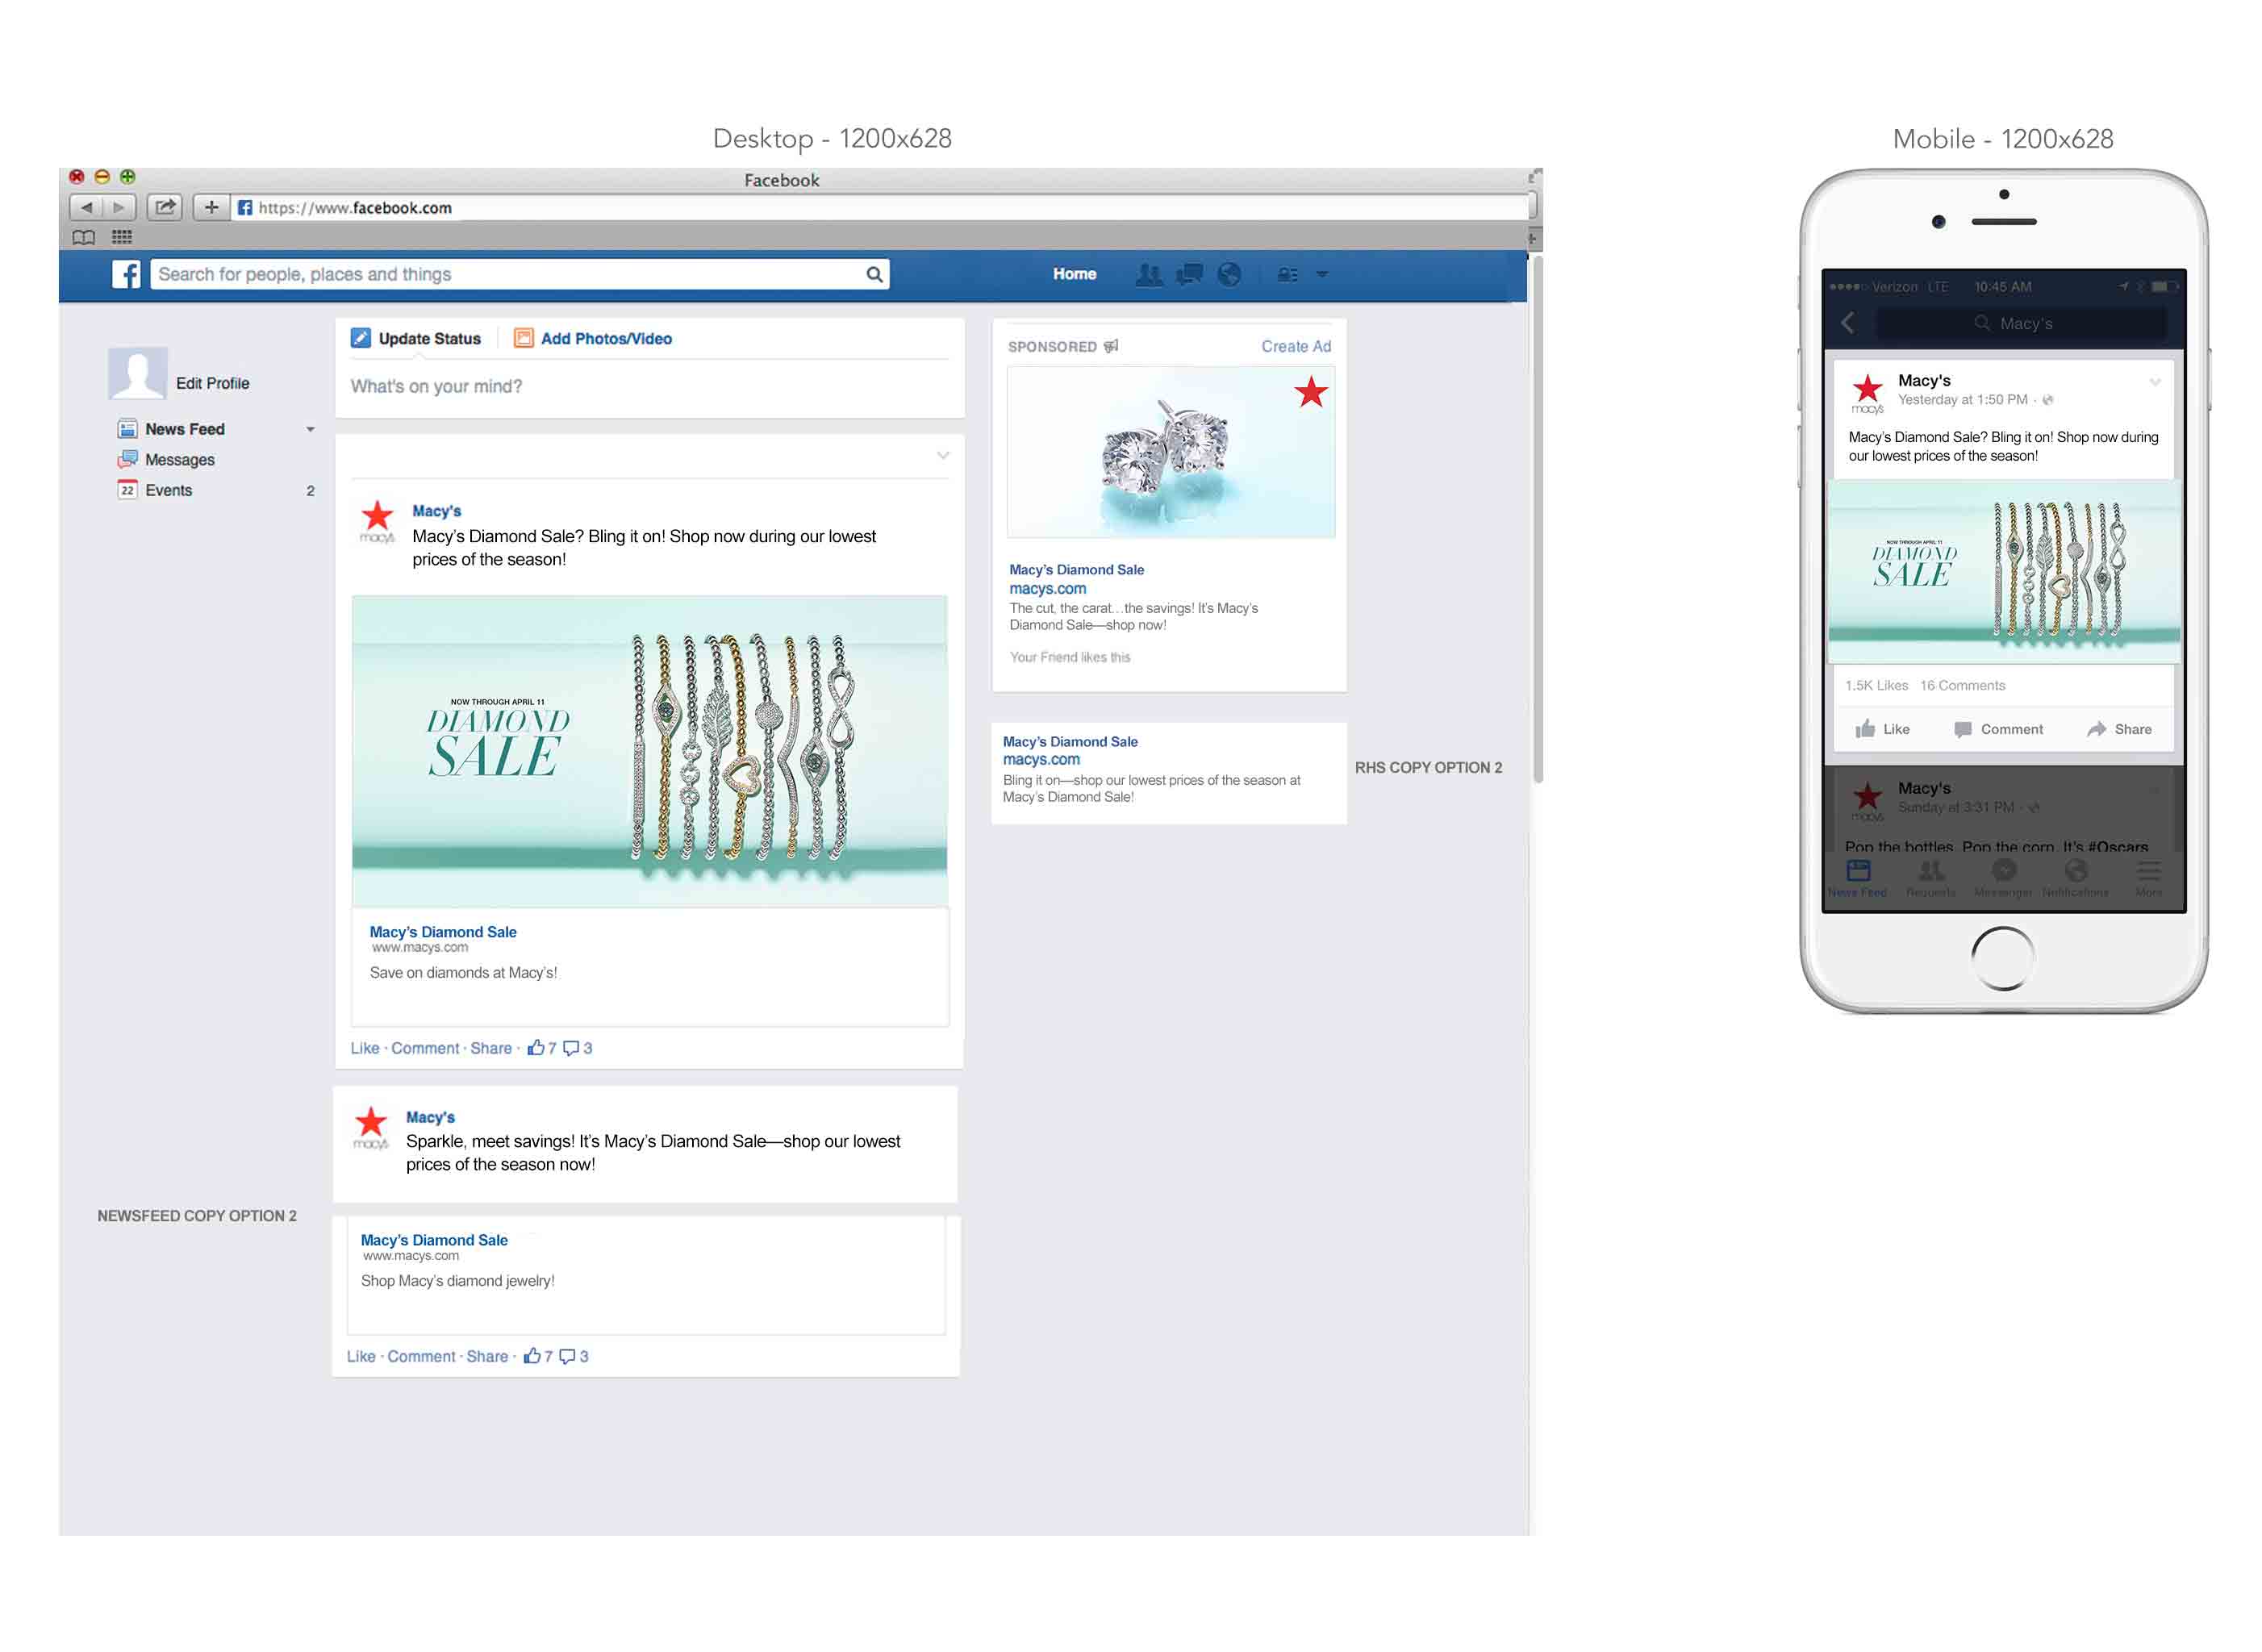 Desktop - 1200x628
Facebook
https://www.facebook.com
Search for people, places and things
Home
Edit Profile
News Feed
Messages
22
Events
2
Update Status
Add Photos/Video
What's on your mind?
Macy's
macy's
Macy's Diamond Sale? Bling it on! Shop now during our lowest
prices of the season!
NOW THROUGH APRIL 11
DIAMOND
SALE
Macy's Diamond Sale
www.macys.com
Save on diamonds at Macy's!
Like · Comment · Share · 7 3
NEWSFEED COPY OPTION 2
Macy's
macy's
Sparkle, meet savings! It's Macy's Diamond Sale—shop our lowest
prices of the season now!
Macy's Diamond Sale
www.macys.com
Shop Macy's diamond jewelry!
Like · Comment · Share · 7 3
SPONSORED
Create Ad
Macy's Diamond Sale
macys.com
The cut, the carat...the savings! It's Macy's
Diamond Sale—shop now!
Your Friend likes this
Macy's Diamond Sale
macys.com
Bling it on—shop our lowest prices of the season at
Macy's Diamond Sale!
RHS COPY OPTION 2
Mobile - 1200x628
Verizon LTE 10:45 AM
Macy's
Macy's
Yesterday at 1:50 PM ·
macy's
Macy's Diamond Sale? Bling it on! Shop now during
our lowest prices of the season!
NOW THROUGH APRIL 11
DIAMOND
SALE
1.5K Likes 16 Comments
Like Comment Share
Macy's
Sunday at 3:31 PM ·
macy's
Pop the bottles. Pop the corn. It's #Oscars
News Feed Requests Messenger Notifications More